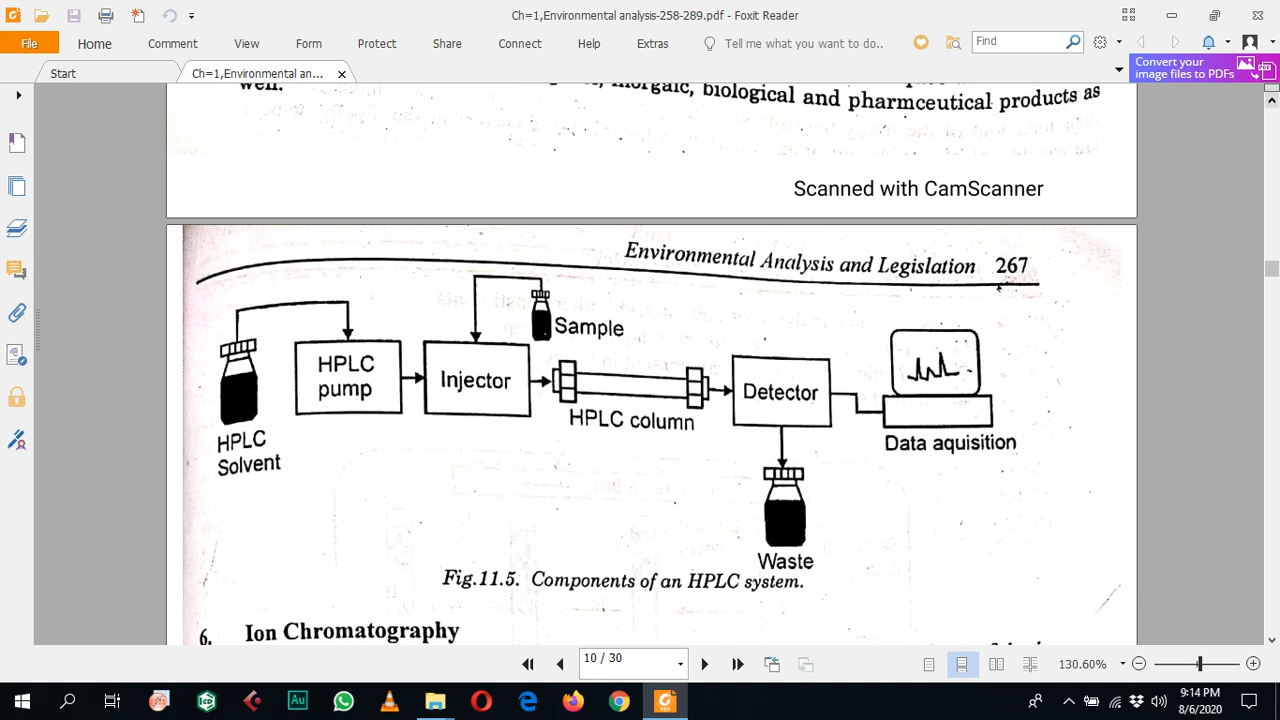 Ch=1,Environmental analysis-258-289.pdf - Foxit Reader
File Home Comment View Form Protect Share Connect Help Extras Tell me what you want to do.. Find
Start Ch=1,Environmental an... Convert your
image files to PDFs
well. inorgaic, biological and pharmceutical products as
Scanned with CamScanner
Environmental Analysis and Legislation 267
Sample
HPLC
pump
Injector
HPLC column
Detector
Data aquisition
HPLC
Solvent
Waste
Fig.11.5. Components of an HPLC system.
6. Ion Chromatography
10 / 30
130.60%
9:14 PM
8/6/2020